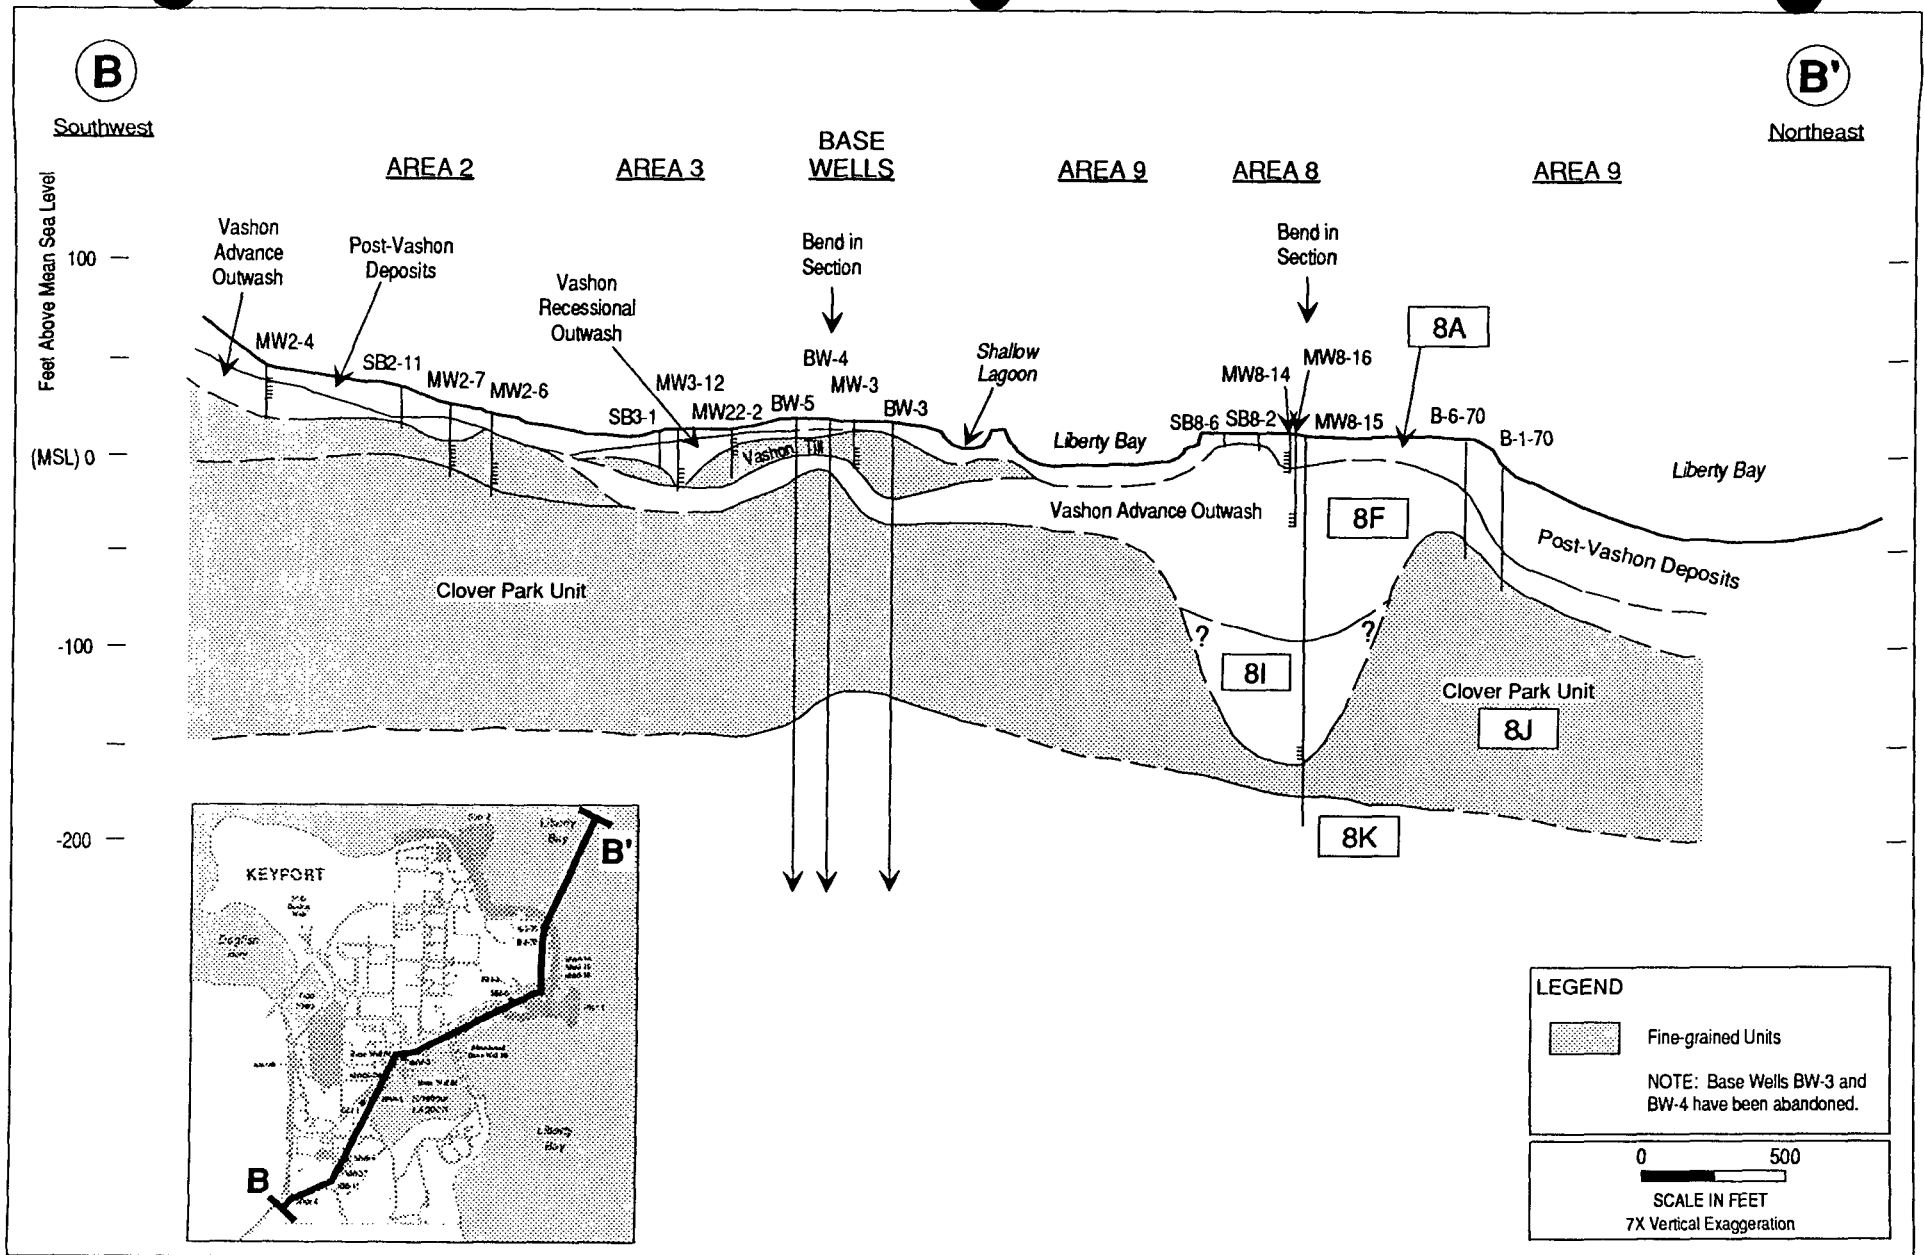 B
Southwest
B'
Northeast
AREA 2
AREA 3
BASE
WELLS
AREA 9
AREA 8
AREA 9
Feet Above Mean Sea Level
100
(MSL) 0
-100
-200
Vashon
Advance
Outwash
Post-Vashon
Deposits
Vashon
Recessional
Outwash
Bend in
Section
Shallow
Lagoon
Bend in
Section
8A
MW2-4
SB2-11
MW2-7
MW2-6
SB3-1
MW3-12
MW22-2
BW-5
BW-4
MW-3
BW-3
Liberty Bay
SB8-6
SB8-2
MW8-14
MW8-16
MW8-15
B-6-70
B-1-70
Liberty Bay
Vashon Till
Vashon Advance Outwash
8F
Post-Vashon Deposits
Clover Park Unit
?
?
8I
Clover Park Unit
8J
8K
KEYPORT
Liberty
Bay
B'
Dogfish
Liberty
Bay
B
LEGEND
Fine-grained Units
NOTE: Base Wells BW-3 and
BW-4 have been abandoned.
0 500
SCALE IN FEET
7X Vertical Exaggeration